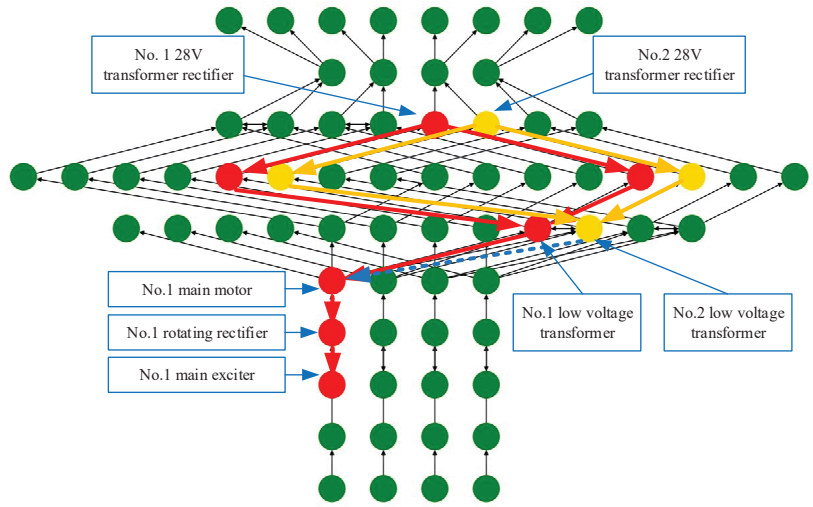 No. 1 28V
transformer rectifier
No.2 28V
transformer rectifier
No.1 main motor
No.1 rotating rectifier
No.1 main exciter
No.1 low voltage
transformer
No.2 low voltage
transformer